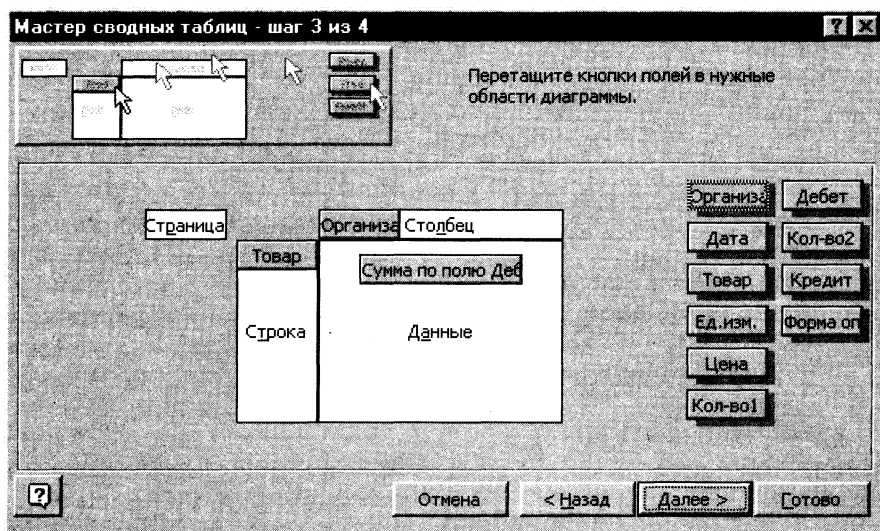 Мастер сводных таблиц - шаг 3 из 4
Перетащите кнопки полей в нужные
области диаграммы.
Страница
Организа Столбец
Товар
Сумма по полю Деб
Строка
Данные
Организа Дебет
Дата Кол-во2
Товар Кредит
Ед.изм. Форма оп
Цена
Кол-во1
Отмена < Назад Далее > Готово